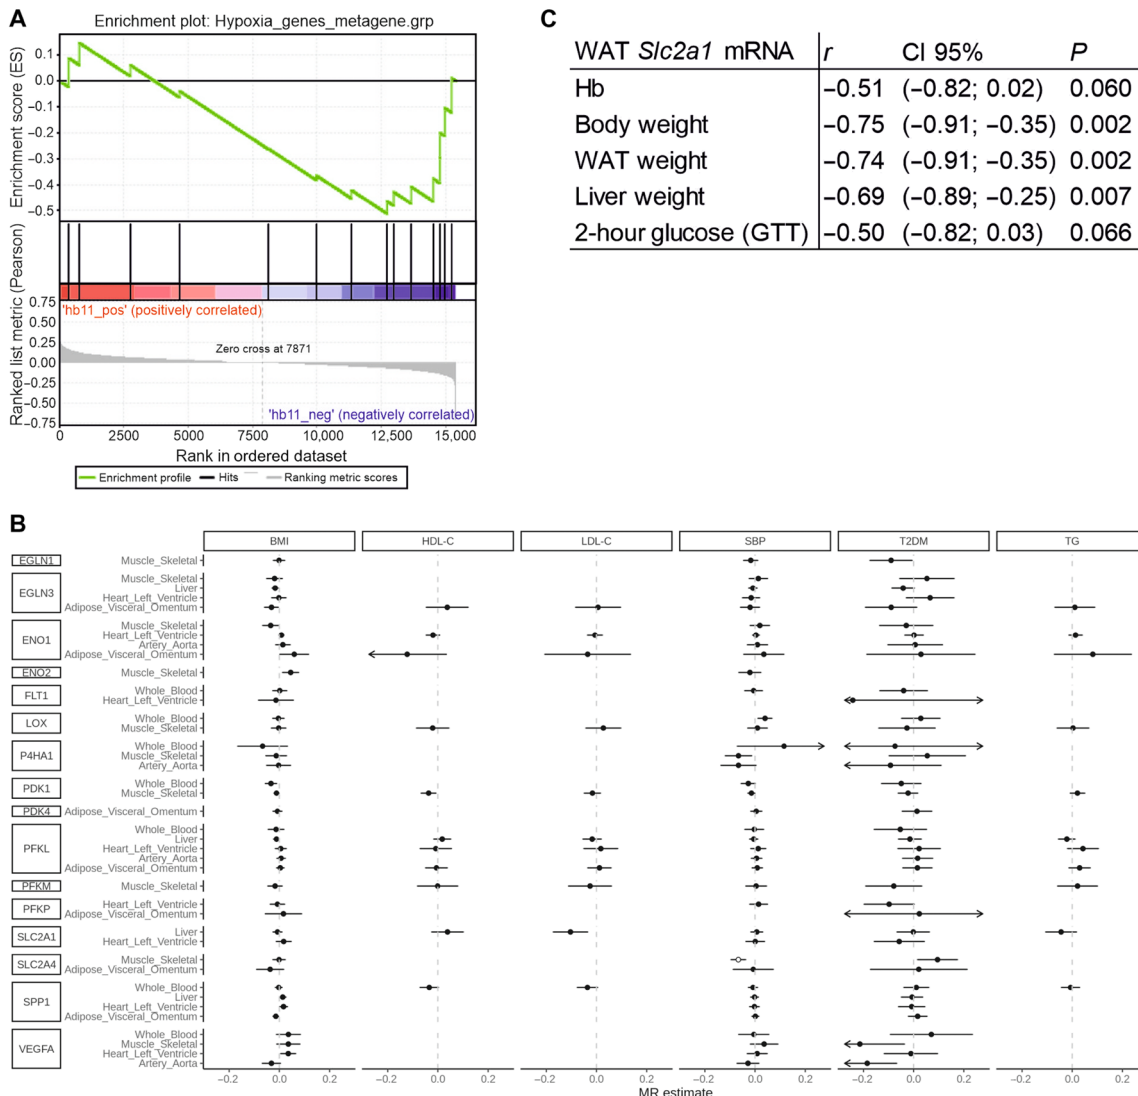 A
Enrichment plot: Hypoxia_genes_metagene.grp
Enrichment score (ES)
0.1
0.0
−0.1
−0.2
−0.3
−0.4
−0.5
Ranked list metric (Pearson)
0.75
0.50
0.25
0.00
−0.25
−0.50
−0.75
'hb11_pos' (positively correlated)
Zero cross at 7871
'hb11_neg' (negatively correlated)
0 2500 5000 7500 10,000 12,500 15,000
Rank in ordered dataset
Enrichment profile Hits Ranking metric scores
C
WAT Slc2a1 mRNA r CI 95% P
Hb −0.51 (−0.82; 0.02) 0.060
Body weight −0.75 (−0.91; −0.35) 0.002
WAT weight −0.74 (−0.91; −0.35) 0.002
Liver weight −0.69 (−0.89; −0.25) 0.007
2-hour glucose (GTT) −0.50 (−0.82; 0.03) 0.066
B
BMI HDL-C LDL-C SBP T2DM TG
EGLN1 Muscle_Skeletal
EGLN3 Muscle_Skeletal
Liver
Heart_Left_Ventricle
Adipose_Visceral_Omentum
ENO1 Muscle_Skeletal
Heart_Left_Ventricle
Artery_Aorta
Adipose_Visceral_Omentum
ENO2 Muscle_Skeletal
FLT1 Whole_Blood
Heart_Left_Ventricle
LOX Whole_Blood
Muscle_Skeletal
P4HA1 Whole_Blood
Muscle_Skeletal
Artery_Aorta
PDK1 Whole_Blood
Muscle_Skeletal
PDK4 Adipose_Visceral_Omentum
PFKL Whole_Blood
Liver
Heart_Left_Ventricle
Artery_Aorta
Adipose_Visceral_Omentum
PFKM Muscle_Skeletal
PFKP Heart_Left_Ventricle
Adipose_Visceral_Omentum
SLC2A1 Liver
Heart_Left_Ventricle
SLC2A4 Muscle_Skeletal
Adipose_Visceral_Omentum
SPP1 Whole_Blood
Liver
Heart_Left_Ventricle
Adipose_Visceral_Omentum
VEGFA Whole_Blood
Muscle_Skeletal
Heart_Left_Ventricle
Artery_Aorta
−0.2 0.0 0.2 −0.2 0.0 0.2 −0.2 0.0 0.2 −0.2 0.0 0.2 −0.2 0.0 0.2 −0.2 0.0 0.2
MR estimate